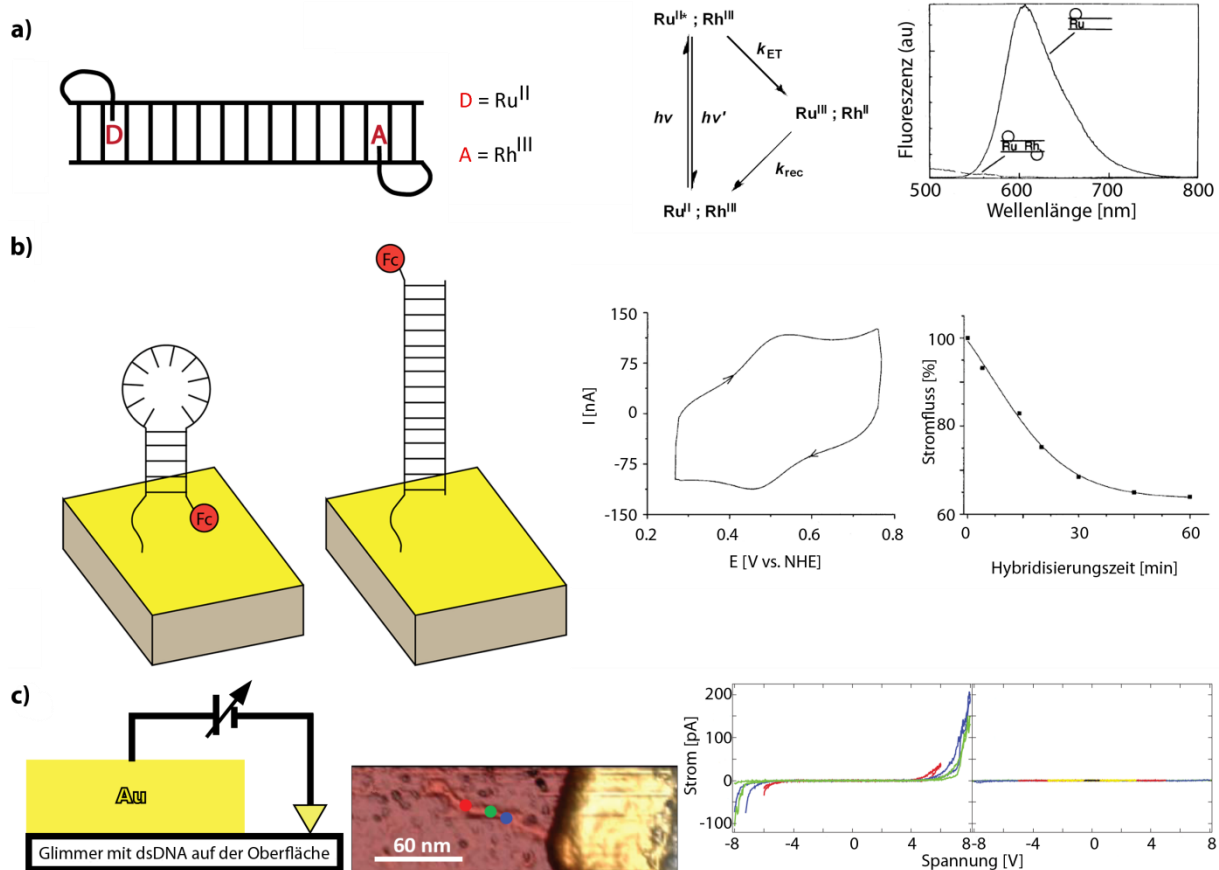 a)
D
A
D = Ru^II
A = Rh^III
Ru^II* ; Rh^III
k_ET
hν
hν'
Ru^III ; Rh^II
k_rec
Ru^II ; Rh^III
Fluoreszenz (au)
Ru
Ru Rh
500 600 700 800
Wellenlänge [nm]
b)
Fc
Fc
I [nA]
150
75
0
-75
-150
0.2 0.4 0.6 0.8
E [V vs. NHE]
Stromfluss [%]
100
80
60
0 30 60
Hybridisierungszeit [min]
c)
Au
Glimmer mit dsDNA auf der Oberfläche
60 nm
Strom [pA]
200
100
0
-100
-8 -4 0 4 8 -8 -4 0 4 8
Spannung [V]